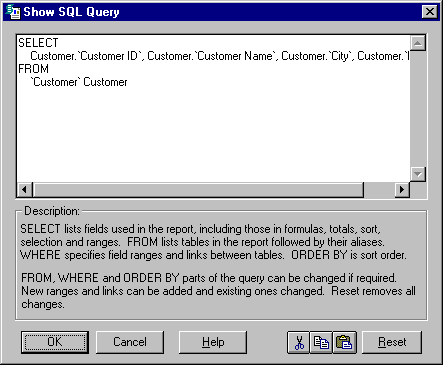 Show SQL Query
SELECT
Customer.`Customer ID`, Customer.`Customer Name`, Customer.`City`, Customer.`
FROM
`Customer` Customer
Description:
SELECT lists fields used in the report, including those in formulas, totals, sort,
selection and ranges. FROM lists tables in the report followed by their aliases.
WHERE specifies field ranges and links between tables. ORDER BY is sort order.
FROM, WHERE and ORDER BY parts of the query can be changed if required.
New ranges and links can be added and existing ones changed. Reset removes all
changes.
OK Cancel Help Reset